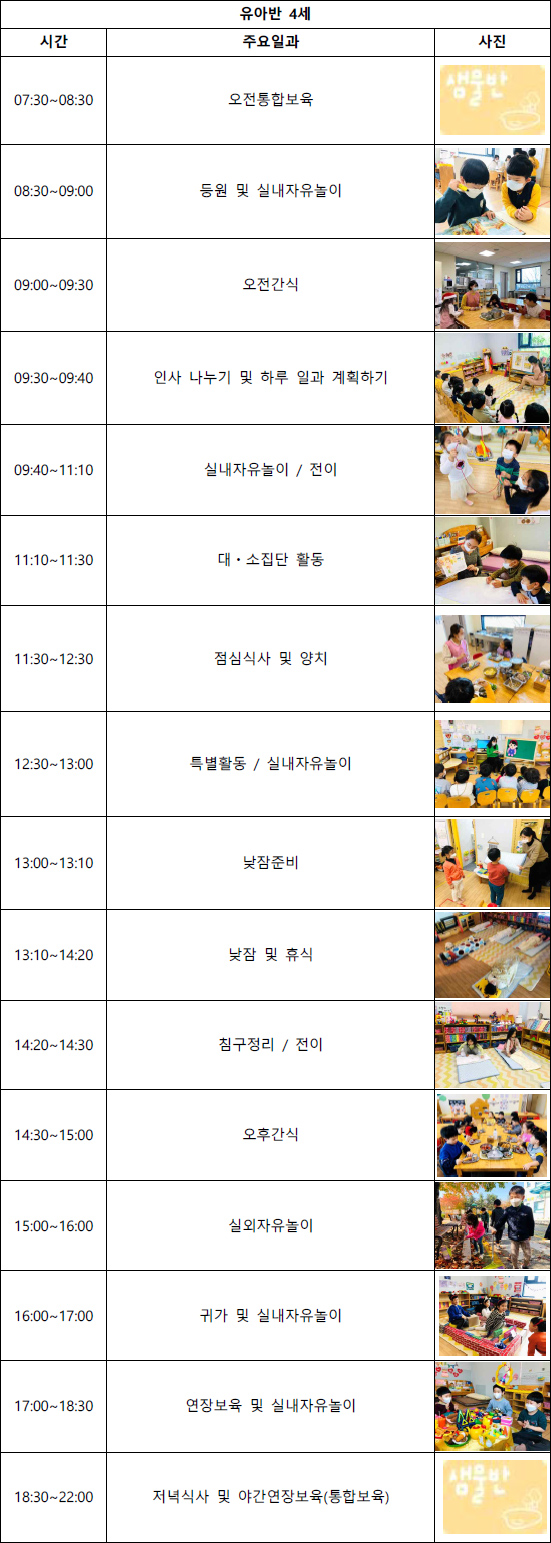 유아반 4세
시간 주요일과 사진
07:30~08:30 오전통합보육 샘물반
08:30~09:00 등원 및 실내자유놀이
09:00~09:30 오전간식
09:30~09:40 인사 나누기 및 하루 일과 계획하기
09:40~11:10 실내자유놀이 / 전이
11:10~11:30 대・소집단 활동
11:30~12:30 점심식사 및 양치
12:30~13:00 특별활동 / 실내자유놀이
13:00~13:10 낮잠준비
13:10~14:20 낮잠 및 휴식
14:20~14:30 침구정리 / 전이
14:30~15:00 오후간식
15:00~16:00 실외자유놀이
16:00~17:00 귀가 및 실내자유놀이
17:00~18:30 연장보육 및 실내자유놀이
18:30~22:00 저녁식사 및 야간연장보육(통합보육) 샘물반